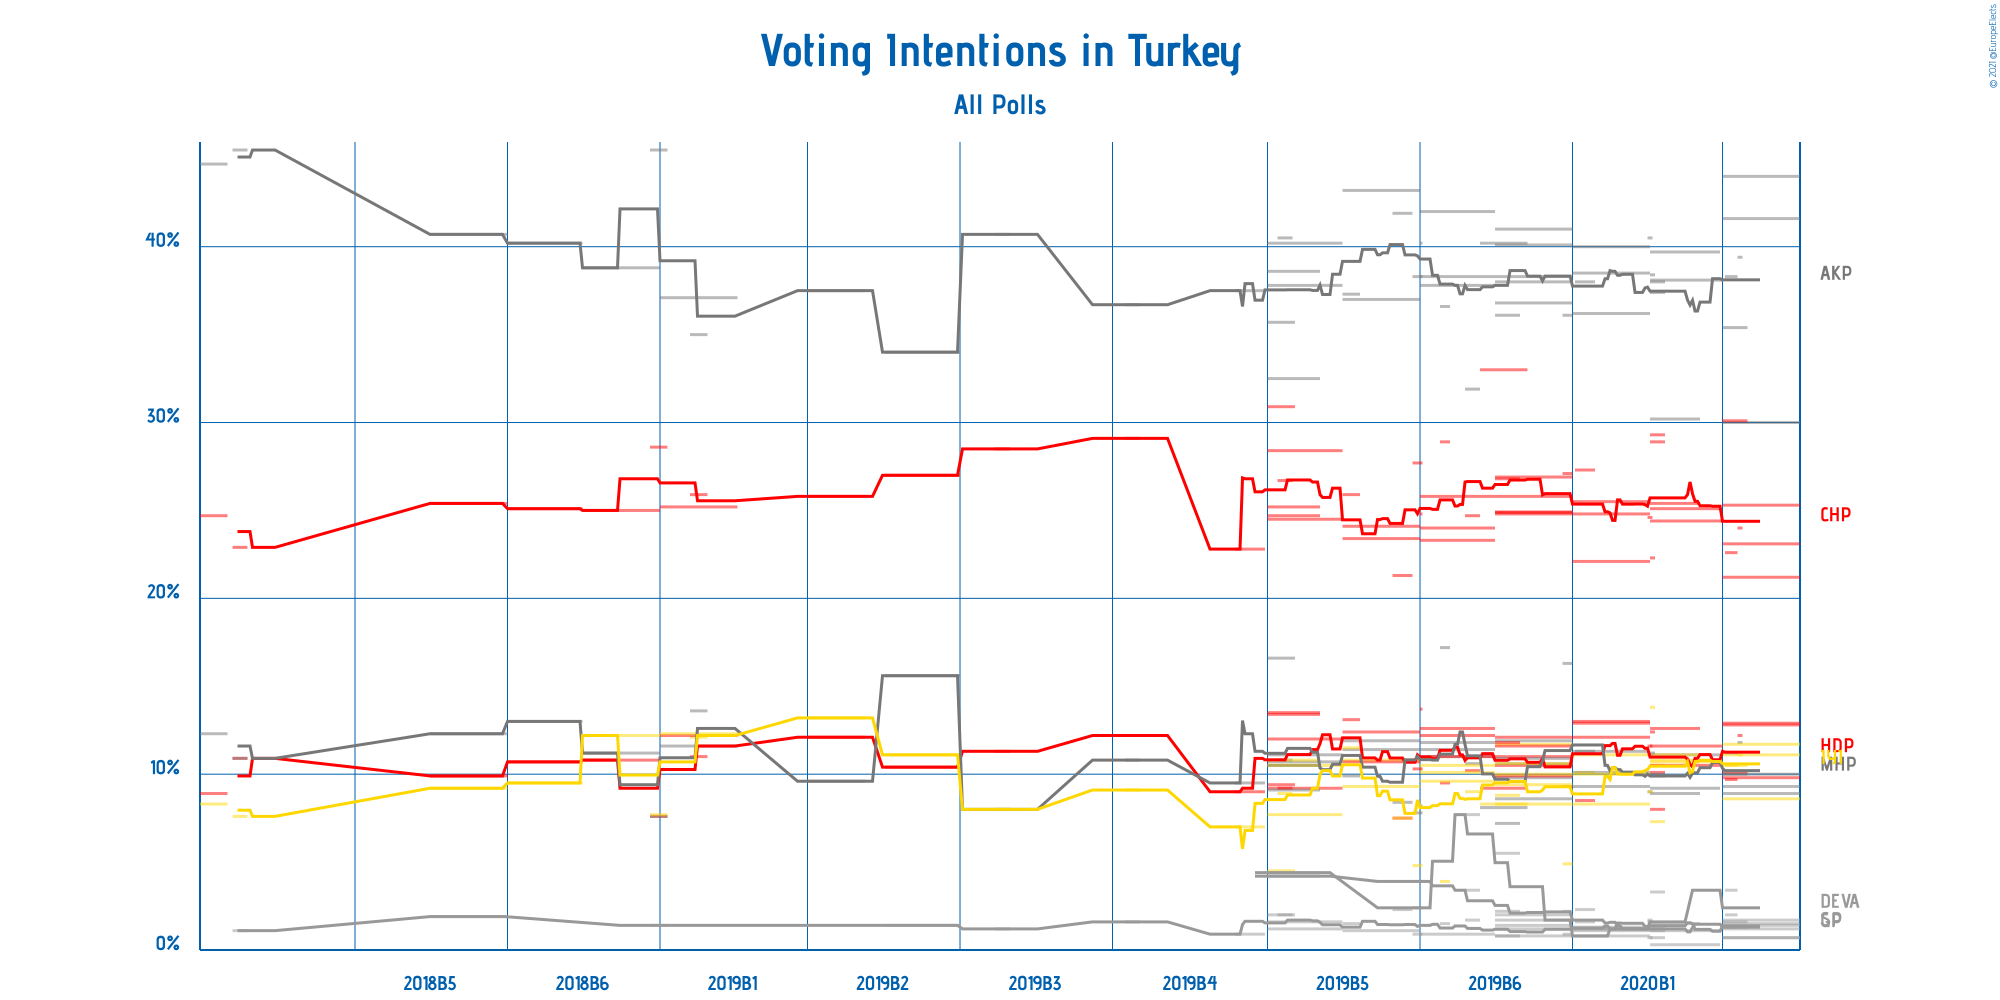 Voting Intentions in Turkey
© 2021 @EuropeElects
All Polls
40%
30%
20%
10%
0%
AKP
CHP
HDP
MHP
DEVA
SP
GP
2018B5
2018B6
2019B1
2019B2
2019B3
2019B4
2019B5
2019B6
2020B1